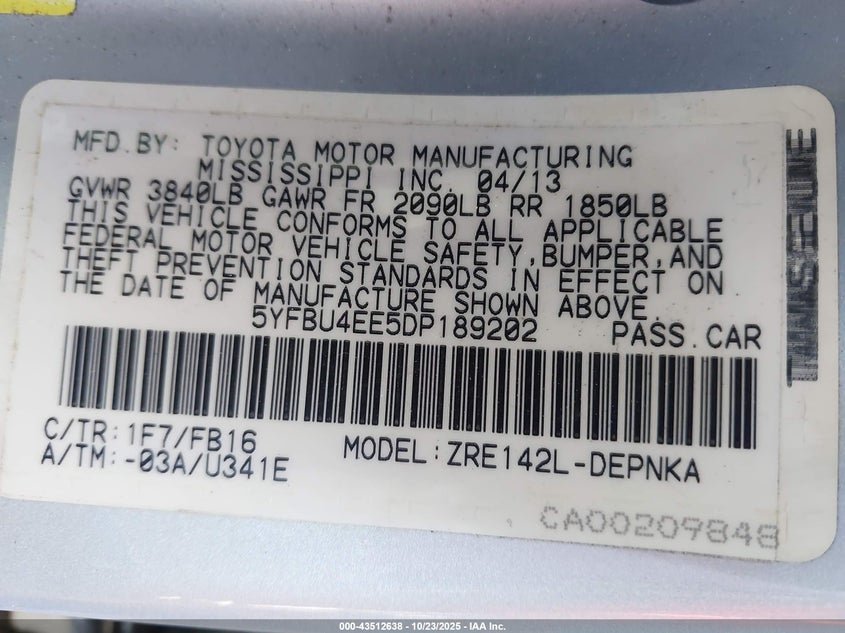 MFD.BY: TOYOTA MOTOR MANUFACTURING
MISSISSIPPI INC. 04/13
GVWR 3840LB GAWR FR 2090LB RR 1850LB
THIS VEHICLE CONFORMS TO ALL APPLICABLE
FEDERAL MOTOR VEHICLE SAFETY,BUMPER,AND
THEFT PREVENTION STANDARDS IN EFFECT ON
THE DATE OF MANUFACTURE SHOWN ABOVE.
5YFBU4EE5DP189202 PASS.CAR
C/TR:1F7/FB16
A/TM:-03A/U341E
MODEL:ZRE142L-DEPNKA
CA00209848
000-43512638 - 10/23/2025 - IAA Inc.